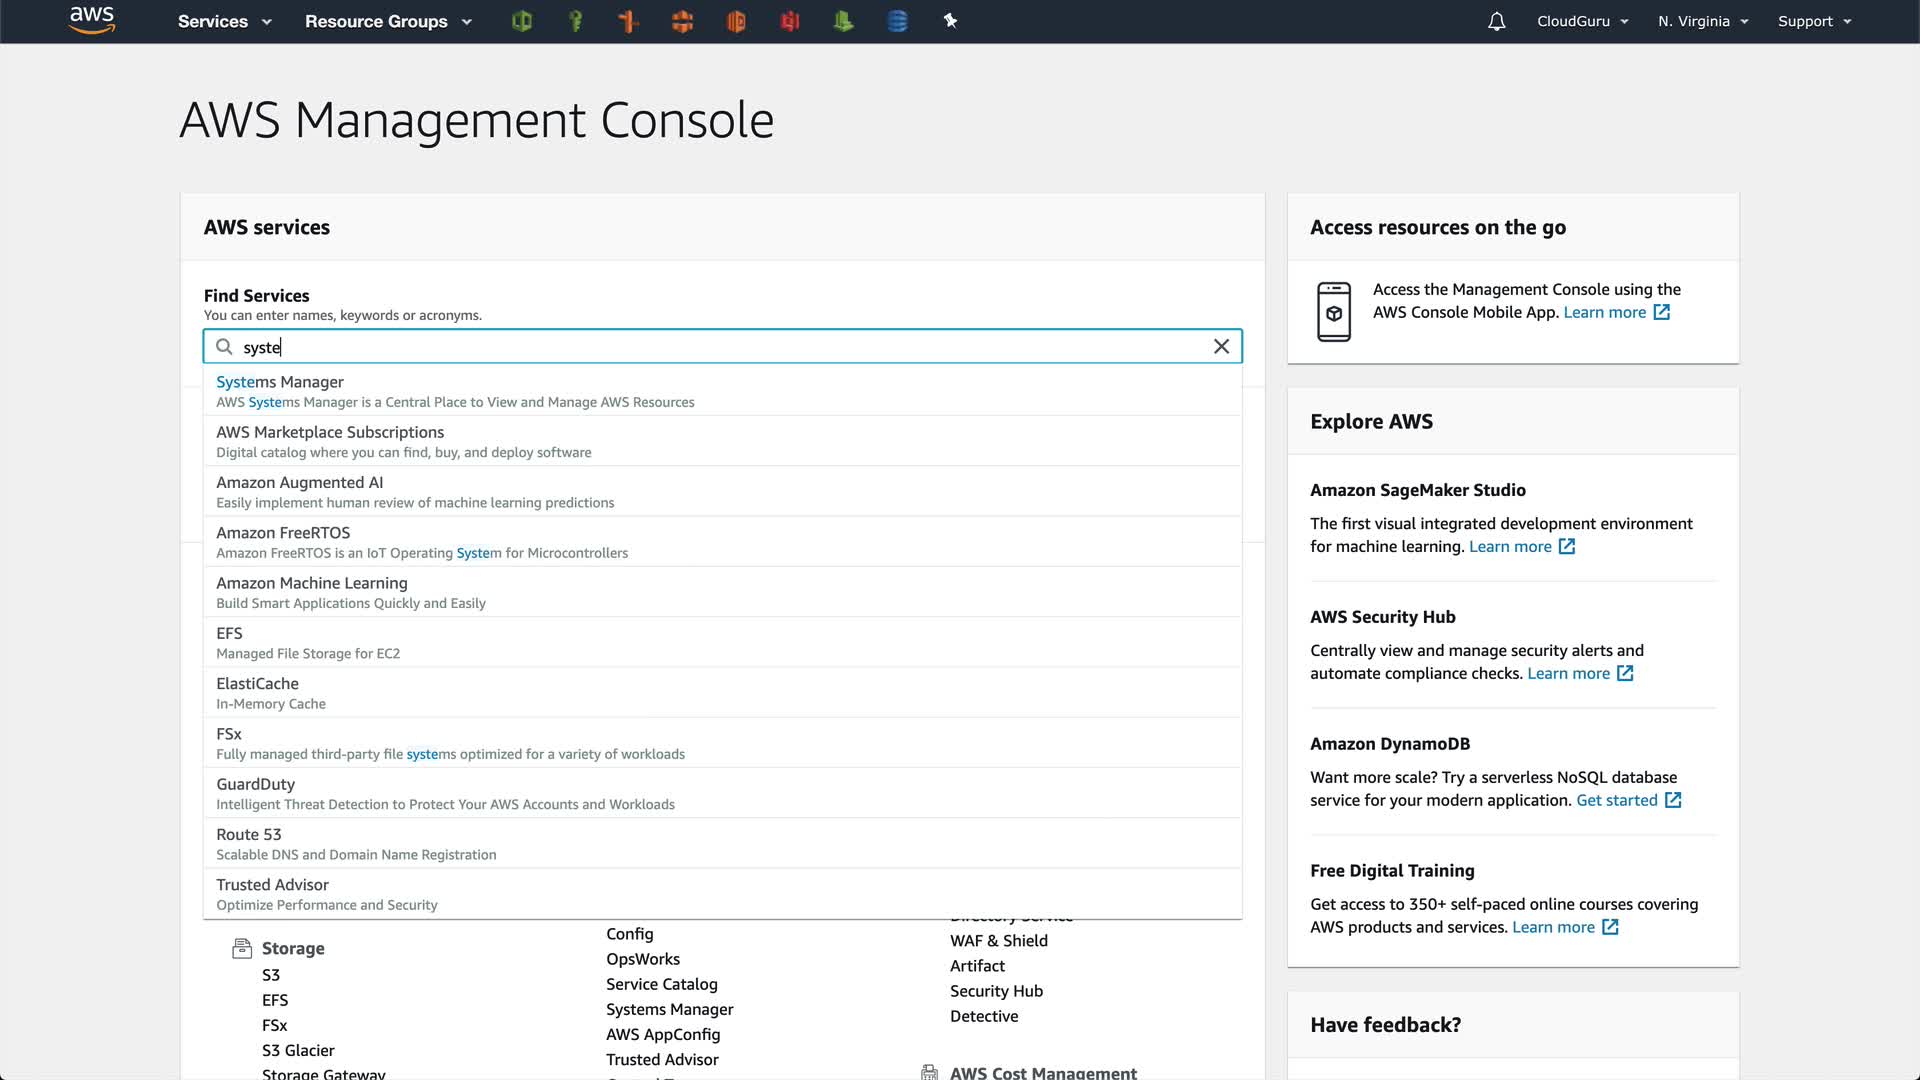 aws
Services
Resource Groups
CloudGuru
N. Virginia
Support
AWS Management Console
AWS services
Find Services
You can enter names, keywords or acronyms.
syste
Systems Manager
AWS Systems Manager is a Central Place to View and Manage AWS Resources
AWS Marketplace Subscriptions
Digital catalog where you can find, buy, and deploy software
Amazon Augmented AI
Easily implement human review of machine learning predictions
Amazon FreeRTOS
Amazon FreeRTOS is an IoT Operating System for Microcontrollers
Amazon Machine Learning
Build Smart Applications Quickly and Easily
EFS
Managed File Storage for EC2
ElastiCache
In-Memory Cache
FSx
Fully managed third-party file systems optimized for a variety of workloads
GuardDuty
Intelligent Threat Detection to Protect Your AWS Accounts and Workloads
Route 53
Scalable DNS and Domain Name Registration
Trusted Advisor
Optimize Performance and Security
Storage
S3
EFS
FSx
S3 Glacier
Storage Gateway
Config
OpsWorks
Service Catalog
Systems Manager
AWS AppConfig
Trusted Advisor
Directory Service
WAF & Shield
Artifact
Security Hub
Detective
AWS Cost Management
Access resources on the go
Access the Management Console using the
AWS Console Mobile App. Learn more
Explore AWS
Amazon SageMaker Studio
The first visual integrated development environment
for machine learning. Learn more
AWS Security Hub
Centrally view and manage security alerts and
automate compliance checks. Learn more
Amazon DynamoDB
Want more scale? Try a serverless NoSQL database
service for your modern application. Get started
Free Digital Training
Get access to 350+ self-paced online courses covering
AWS products and services. Learn more
Have feedback?